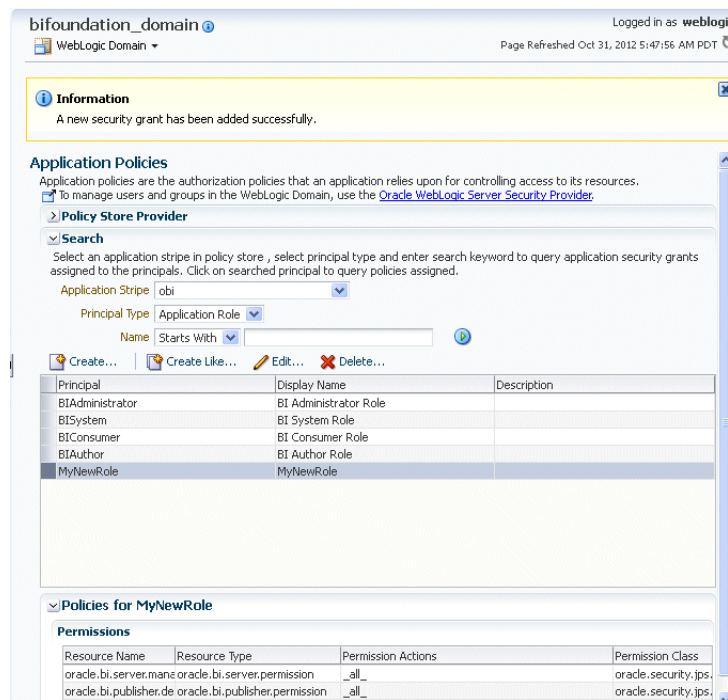 bifoundation_domain
Logged in as weblogi
WebLogic Domain
Page Refreshed Oct 31, 2012 5:47:56 AM PDT
Information
A new security grant has been added successfully.
Application Policies
Application policies are the authorization policies that an application relies upon for controlling access to its resources.
To manage users and groups in the WebLogic Domain, use the Oracle WebLogic Server Security Provider.
Policy Store Provider
Search
Select an application stripe in policy store , select principal type and enter search keyword to query application security grants
assigned to the principals. Click on searched principal to query policies assigned.
Application Stripe obi
Principal Type Application Role
Name Starts With
Create... Create Like... Edit... Delete...
Principal Display Name Description
BIAdministrator BI Administrator Role
BISystem BI System Role
BIConsumer BI Consumer Role
BIAuthor BI Author Role
MyNewRole MyNewRole
Policies for MyNewRole
Permissions
Resource Name Resource Type Permission Actions Permission Class
oracle.bi.server.mana oracle.bi.server.permission _all_ oracle.security.jps.
oracle.bi.publisher.de oracle.bi.publisher.permission _all_ oracle.security.jps.